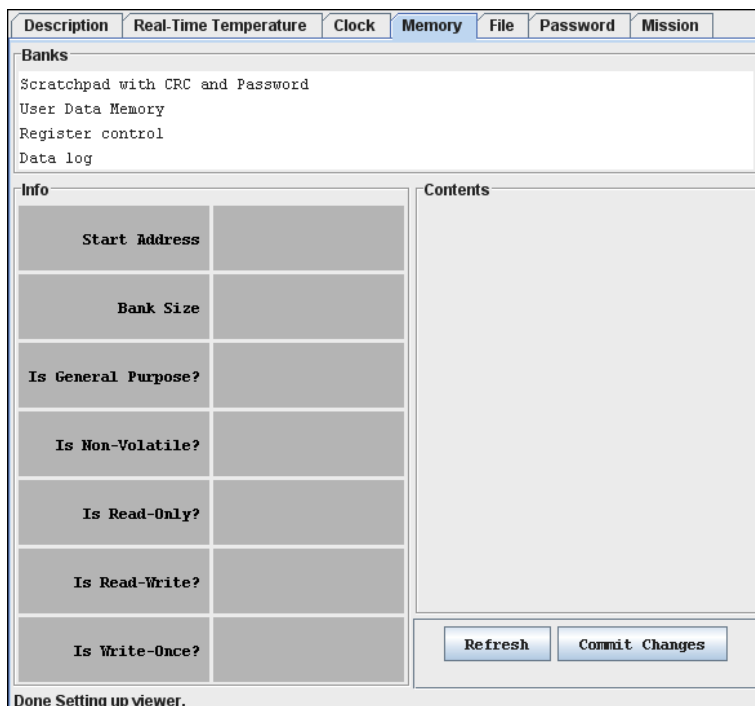 Description Real-Time Temperature Clock Memory File Password Mission
Banks
Scratchpad with CRC and Password
User Data Memory
Register control
Data log
Info
Contents
Start Address
Bank Size
Is General Purpose?
Is Non-Volatile?
Is Read-Only?
Is Read-Write?
Is Write-Once?
Refresh Commit Changes
Done Setting up viewer.